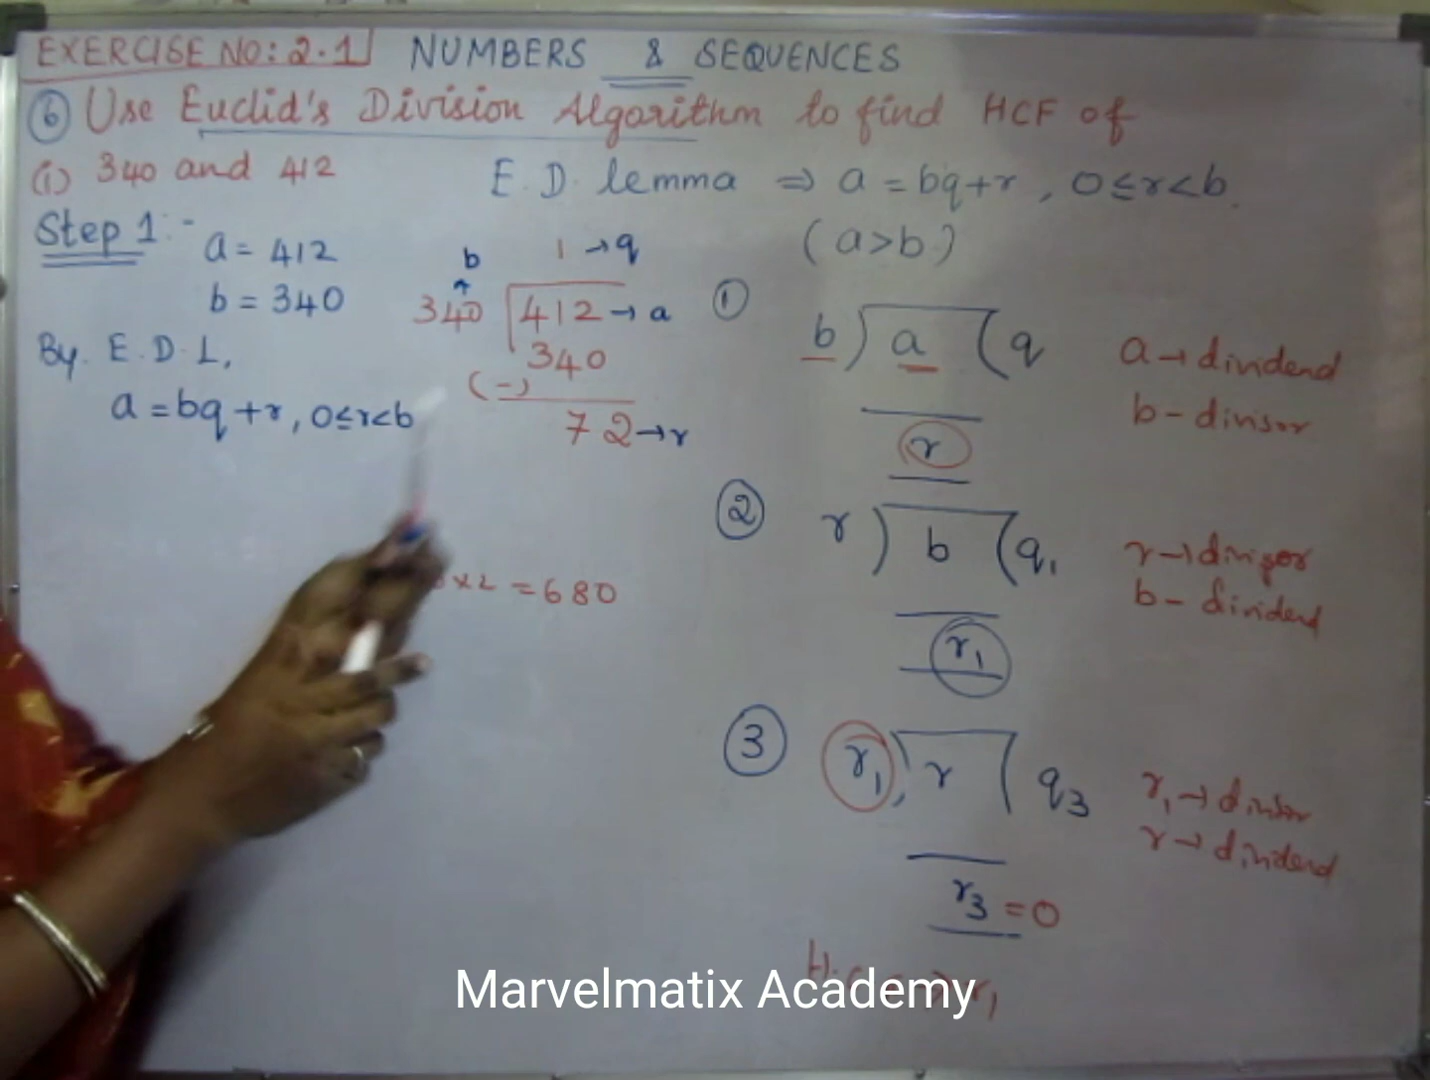 EXERCISE NO: 2.1 NUMBERS & SEQUENCES
⑥ Use Euclid's Division Algorithm to find HCF of
(i) 340 and 412
E.D. lemma ⇒ a = bq+r, 0≤r<b.
(a>b)
Step 1:-
a = 412
b = 340
By. E.D.L,
a = bq+r, 0≤r<b
b 1 →q
340 412 → a
340
(-)
72→r
×2 = 680
①
b) a (q
r
a→dividend
b- divisor
②
r) b (q₁
r₁
r→divisor
b- dividend
③
r₁) r ( q₃
r₃ = 0
r₁→divisor
r→dividend
r₁
Marvelmatix Academy